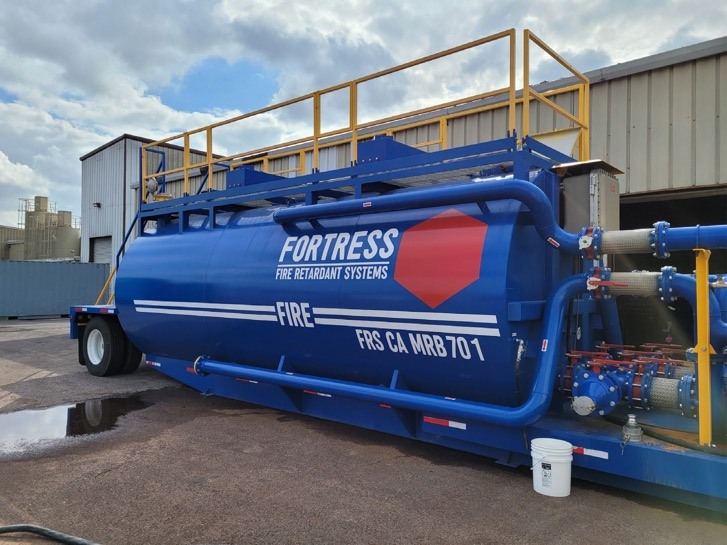 FORTRESS
FIRE RETARDANT SYSTEMS
FIRE
FRS CA MRB 701